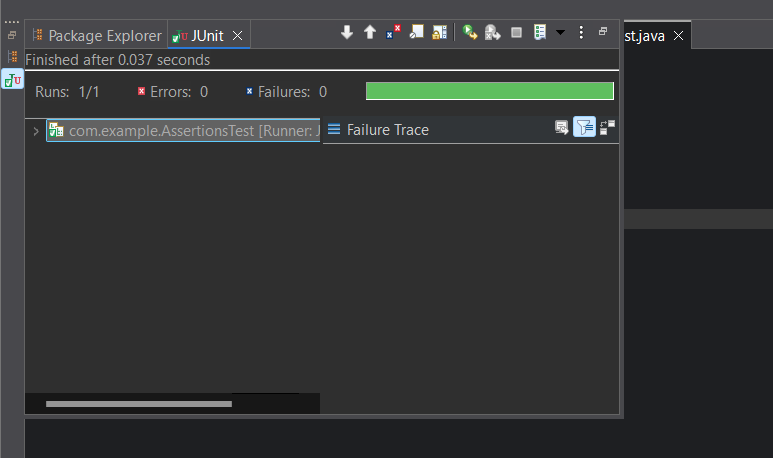 Package Explorer JUnit st.java
Finished after 0.037 seconds
Runs: 1/1 Errors: 0 Failures: 0
com.example.AssertionsTest [Runner: J Failure Trace